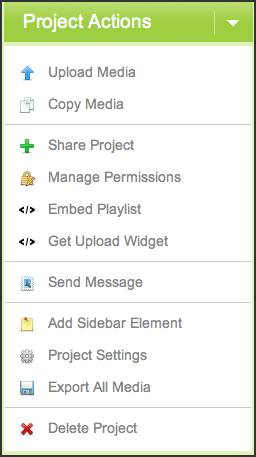 Project Actions
Upload Media
Copy Media
Share Project
Manage Permissions
Embed Playlist
Get Upload Widget
Send Message
Add Sidebar Element
Project Settings
Export All Media
Delete Project